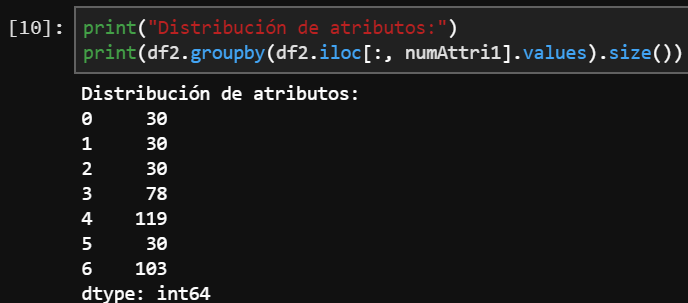 [10]: print("Distribución de atributos:")
print(df2.groupby(df2.iloc[:, numAttri1].values).size())
Distribución de atributos:
0     30
1     30
2     30
3     78
4    119
5     30
6    103
dtype: int64